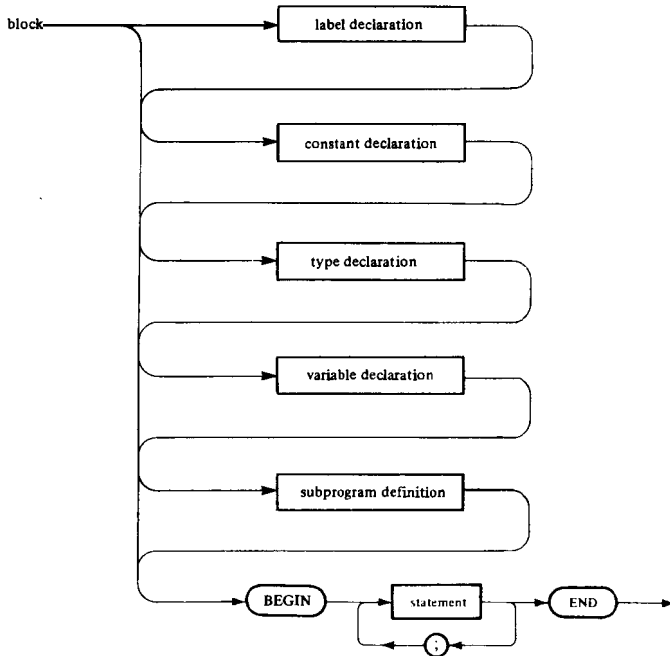 block
label declaration
constant declaration
type declaration
variable declaration
subprogram definition
BEGIN
statement
END
;